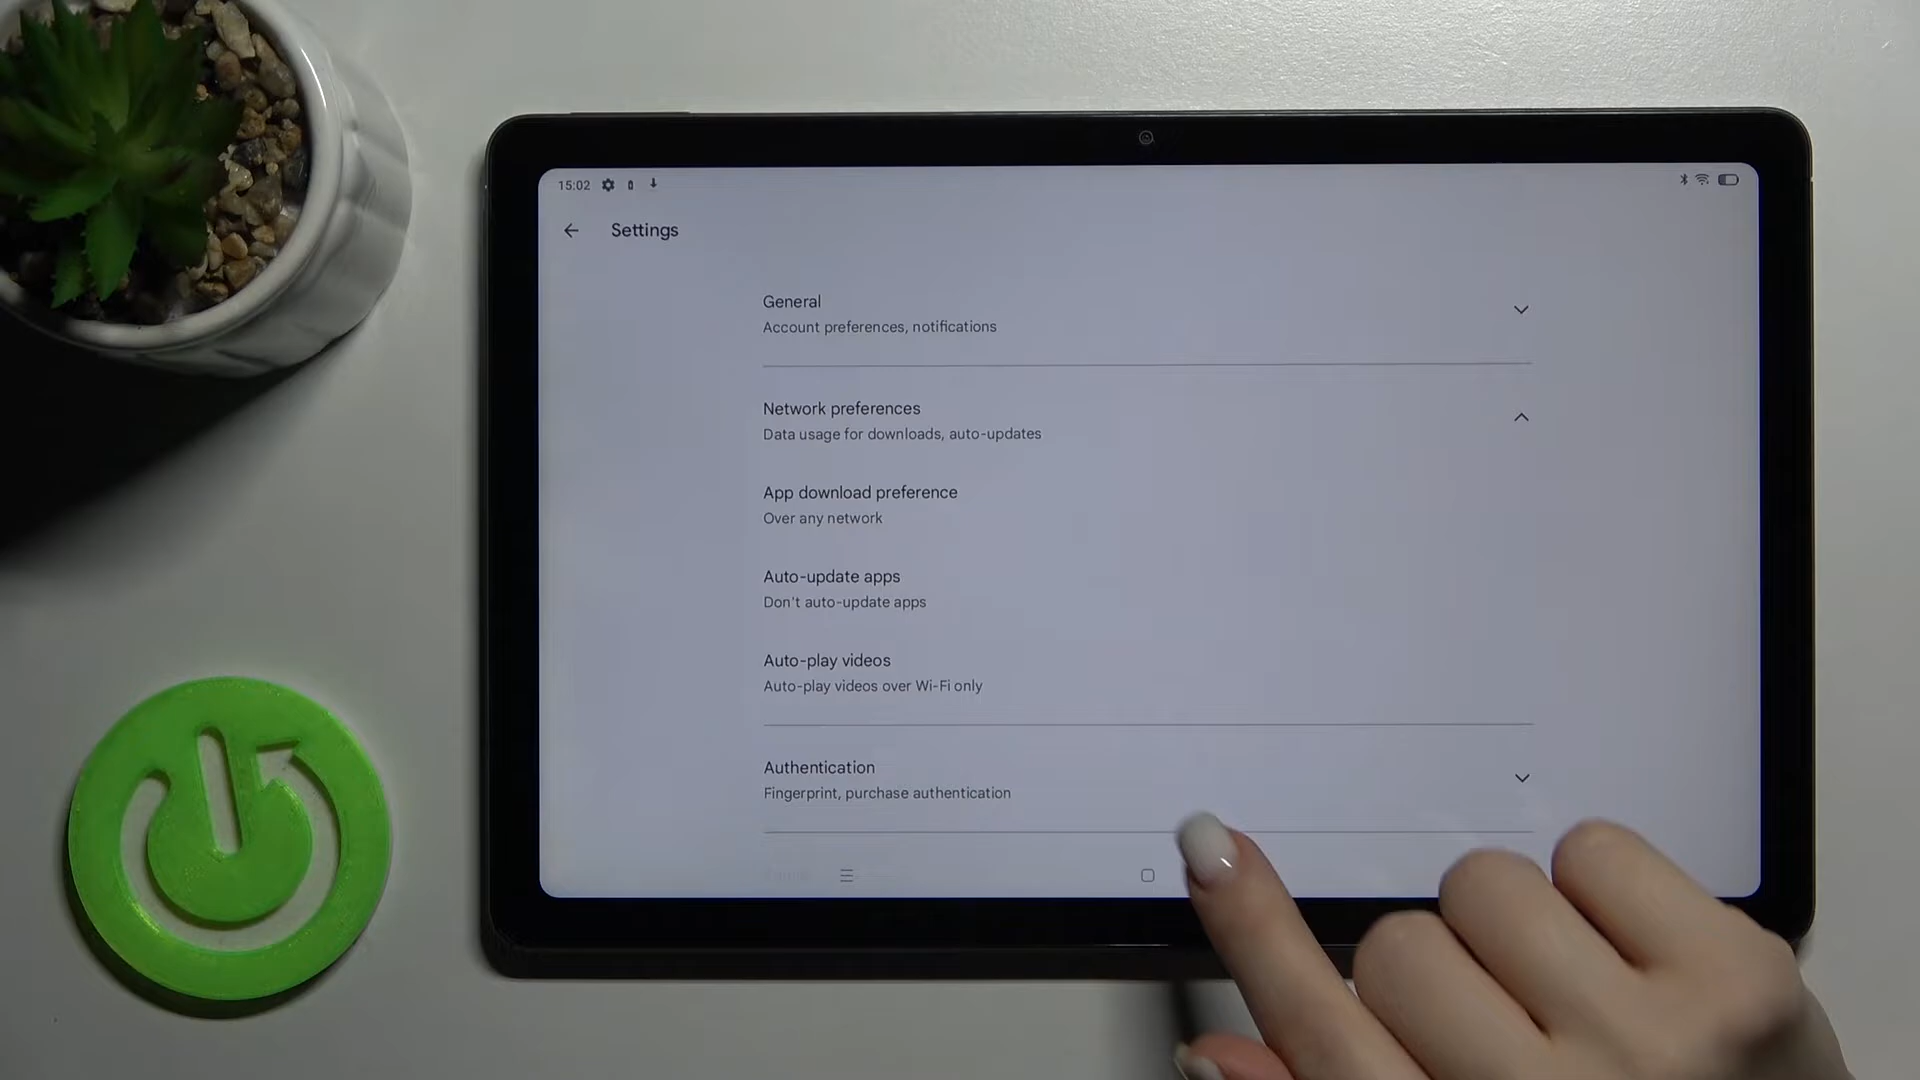 15:02
Settings
General
Account preferences, notifications
Network preferences
Data usage for downloads, auto-updates
App download preference
Over any network
Auto-update apps
Don't auto-update apps
Auto-play videos
Auto-play videos over Wi-Fi only
Authentication
Fingerprint, purchase authentication